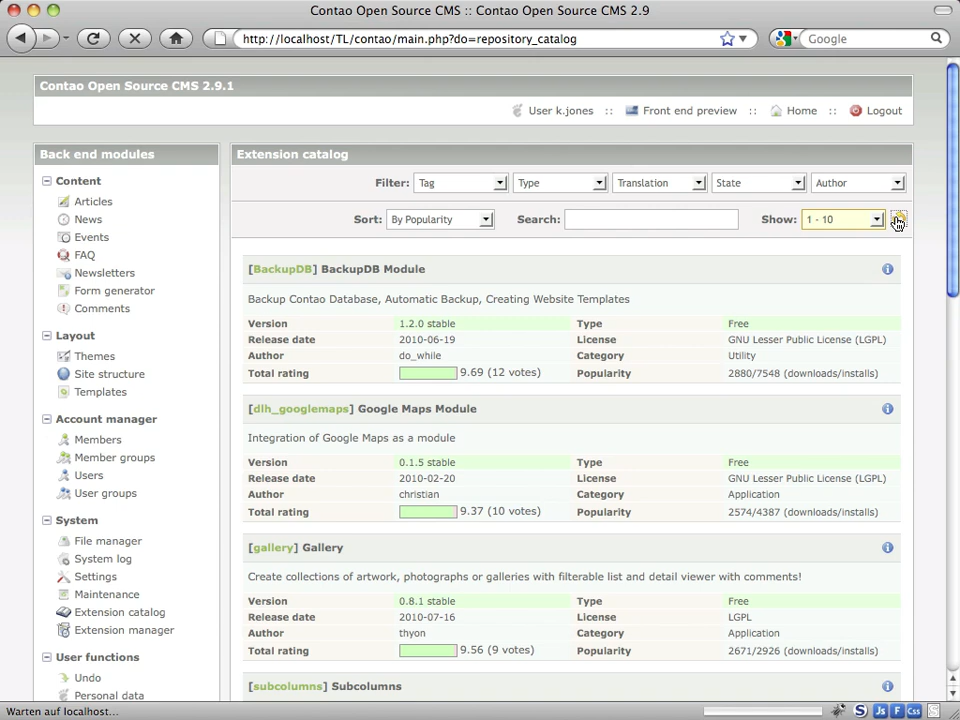 Contao Open Source CMS :: Contao Open Source CMS 2.9
http://localhost/TL/contao/main.php?do=repository_catalog
Google
Contao Open Source CMS 2.9.1
User k.jones :: Front end preview :: Home :: Logout
Back end modules
Content
Articles
News
Events
FAQ
Newsletters
Form generator
Comments
Layout
Themes
Site structure
Templates
Account manager
Members
Member groups
Users
User groups
System
File manager
System log
Settings
Maintenance
Extension catalog
Extension manager
User functions
Undo
Personal data
Extension catalog
Filter: Tag Type Translation State Author
Sort: By Popularity Search: Show: 1 - 10
[BackupDB] BackupDB Module
Backup Contao Database, Automatic Backup, Creating Website Templates
Version 1.2.0 stable Type Free
Release date 2010-06-19 License GNU Lesser Public License (LGPL)
Author do_while Category Utility
Total rating 9.69 (12 votes) Popularity 2880/7548 (downloads/installs)
[dlh_googlemaps] Google Maps Module
Integration of Google Maps as a module
Version 0.1.5 stable Type Free
Release date 2010-02-20 License GNU Lesser Public License (LGPL)
Author christian Category Application
Total rating 9.37 (10 votes) Popularity 2574/4387 (downloads/installs)
[gallery] Gallery
Create collections of artwork, photographs or galleries with filterable list and detail viewer with comments!
Version 0.8.1 stable Type Free
Release date 2010-07-16 License LGPL
Author thyon Category Application
Total rating 9.56 (9 votes) Popularity 2671/2926 (downloads/installs)
[subcolumns] Subcolumns
Warten auf localhost...
S Js F Css S